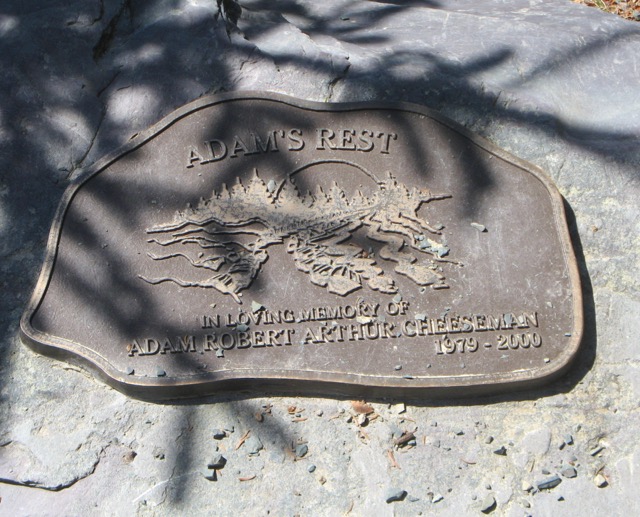 ADAM'S REST
IN LOVING MEMORY OF
ADAM ROBERT ARTHUR CHEESEMAN
1979 - 2000